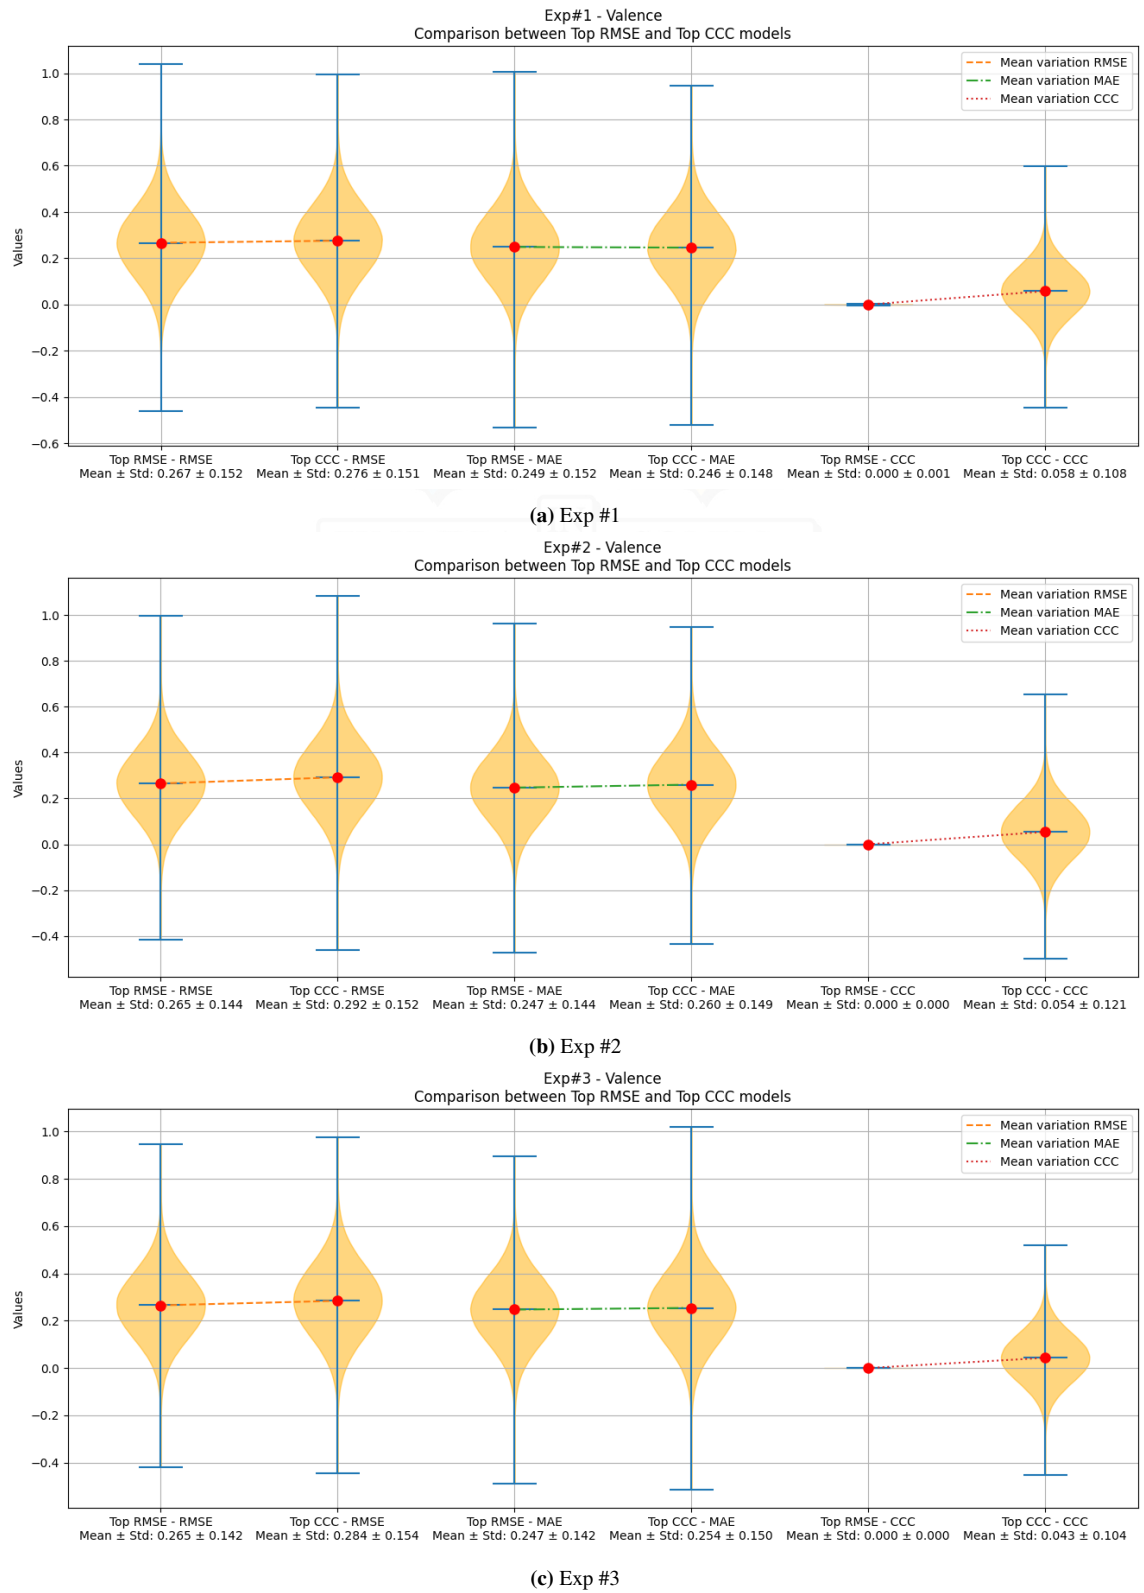 Exp#1 - Valence
Comparison between Top RMSE and Top CCC models
Mean variation RMSE
Mean variation MAE
Mean variation CCC
1.0
0.8
0.6
0.4
0.2
0.0
−0.2
−0.4
−0.6
Values
Top RMSE - RMSE
Mean ± Std: 0.267 ± 0.152
Top CCC - RMSE
Mean ± Std: 0.276 ± 0.151
Top RMSE - MAE
Mean ± Std: 0.249 ± 0.152
Top CCC - MAE
Mean ± Std: 0.246 ± 0.148
Top RMSE - CCC
Mean ± Std: 0.000 ± 0.001
Top CCC - CCC
Mean ± Std: 0.058 ± 0.108
(a) Exp #1
Exp#2 - Valence
Comparison between Top RMSE and Top CCC models
Mean variation RMSE
Mean variation MAE
Mean variation CCC
1.0
0.8
0.6
0.4
0.2
0.0
−0.2
−0.4
Values
Top RMSE - RMSE
Mean ± Std: 0.265 ± 0.144
Top CCC - RMSE
Mean ± Std: 0.292 ± 0.152
Top RMSE - MAE
Mean ± Std: 0.247 ± 0.144
Top CCC - MAE
Mean ± Std: 0.260 ± 0.149
Top RMSE - CCC
Mean ± Std: 0.000 ± 0.000
Top CCC - CCC
Mean ± Std: 0.054 ± 0.121
(b) Exp #2
Exp#3 - Valence
Comparison between Top RMSE and Top CCC models
Mean variation RMSE
Mean variation MAE
Mean variation CCC
1.0
0.8
0.6
0.4
0.2
0.0
−0.2
−0.4
Values
Top RMSE - RMSE
Mean ± Std: 0.265 ± 0.142
Top CCC - RMSE
Mean ± Std: 0.284 ± 0.154
Top RMSE - MAE
Mean ± Std: 0.247 ± 0.142
Top CCC - MAE
Mean ± Std: 0.254 ± 0.150
Top RMSE - CCC
Mean ± Std: 0.000 ± 0.000
Top CCC - CCC
Mean ± Std: 0.043 ± 0.104
(c) Exp #3